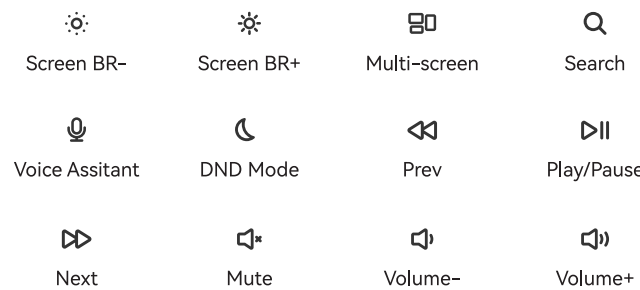 Screen BR-
Screen BR+
Multi-screen
Search
Voice Assitant
DND Mode
Prev
Play/Pause
Next
Mute
Volume-
Volume+